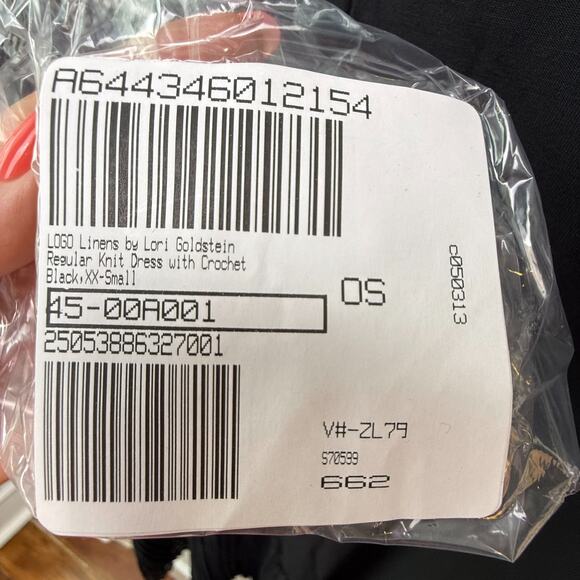 A644346012154
LOGO Linens by Lori Goldstein
Regular Knit Dress with Crochet
Black,XX-Small
45-00A001
OS
25053886327001
c050313
V#-ZL79
S70599
662